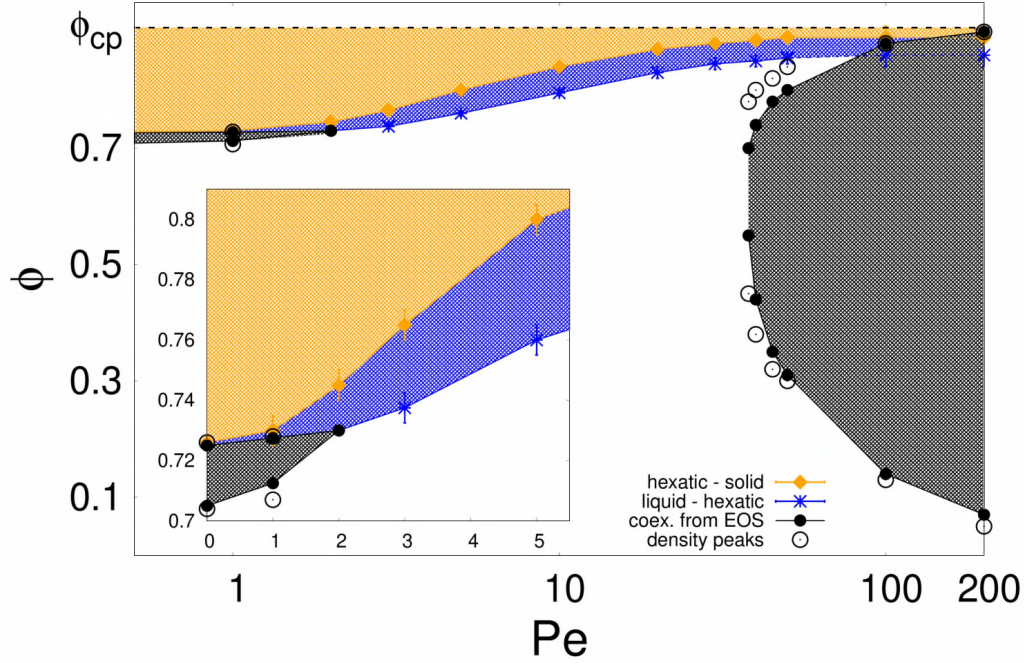 ϕcp
0.7
0.5
0.3
0.1
ϕ
0.8
0.78
0.76
0.74
0.72
0.7
0 1 2 3 4 5
hexatic - solid
liquid - hexatic
coex. from EOS
density peaks
1 10 100 200
Pe